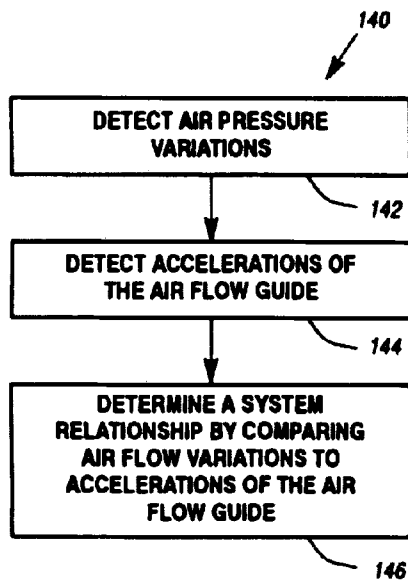 140
DETECT AIR PRESSURE
VARIATIONS
142
DETECT ACCELERATIONS OF
THE AIR FLOW GUIDE
144
DETERMINE A SYSTEM
RELATIONSHIP BY COMPARING
AIR FLOW VARIATIONS TO
ACCELERATIONS OF THE AIR
FLOW GUIDE
146